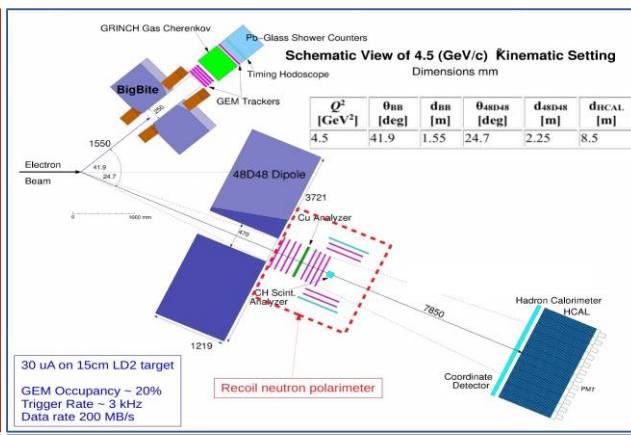 GRINCH Gas Cherenkov
Pb-Glass Shower Counters
Schematic View of 4.5 (GeV/c)² Kinematic Setting
Dimensions mm
Timing Hodoscope
GEM Trackers
BigBite
250
Q² [GeV²] θBB [deg] dBB [m] θ48D48 [deg] d48D48 [m] dHCAL [m]
4.5 41.9 1.55 24.7 2.25 8.5
1550
Electron
Beam
41.9
24.7
0 1000 mm
48D48 Dipole
3721
Cu Analyzer
470
CH Scint.
Analyzer
1219
7850
Hadron Calorimeter
HCAL
Coordinate
Detector
PMT
Recoil neutron polarimeter
30 uA on 15cm LD2 target
GEM Occupancy ~ 20%
Trigger Rate ~ 3 kHz
Data rate 200 MB/s